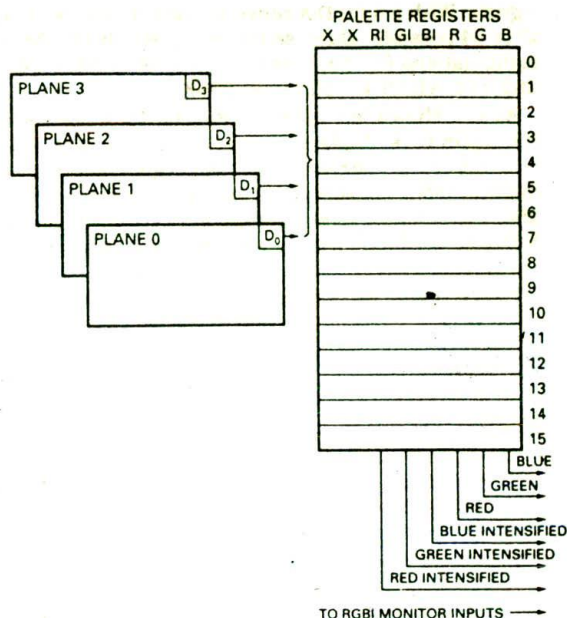 PALETTE REGISTERS
X X RI GI BI R G B
0
1
2
3
4
5
6
7
8
9
10
11
12
13
14
15
PLANE 3
D3
PLANE 2
D2
PLANE 1
D1
PLANE 0
D0
BLUE
GREEN
RED
BLUE INTENSIFIED
GREEN INTENSIFIED
RED INTENSIFIED
TO RGBI MONITOR INPUTS